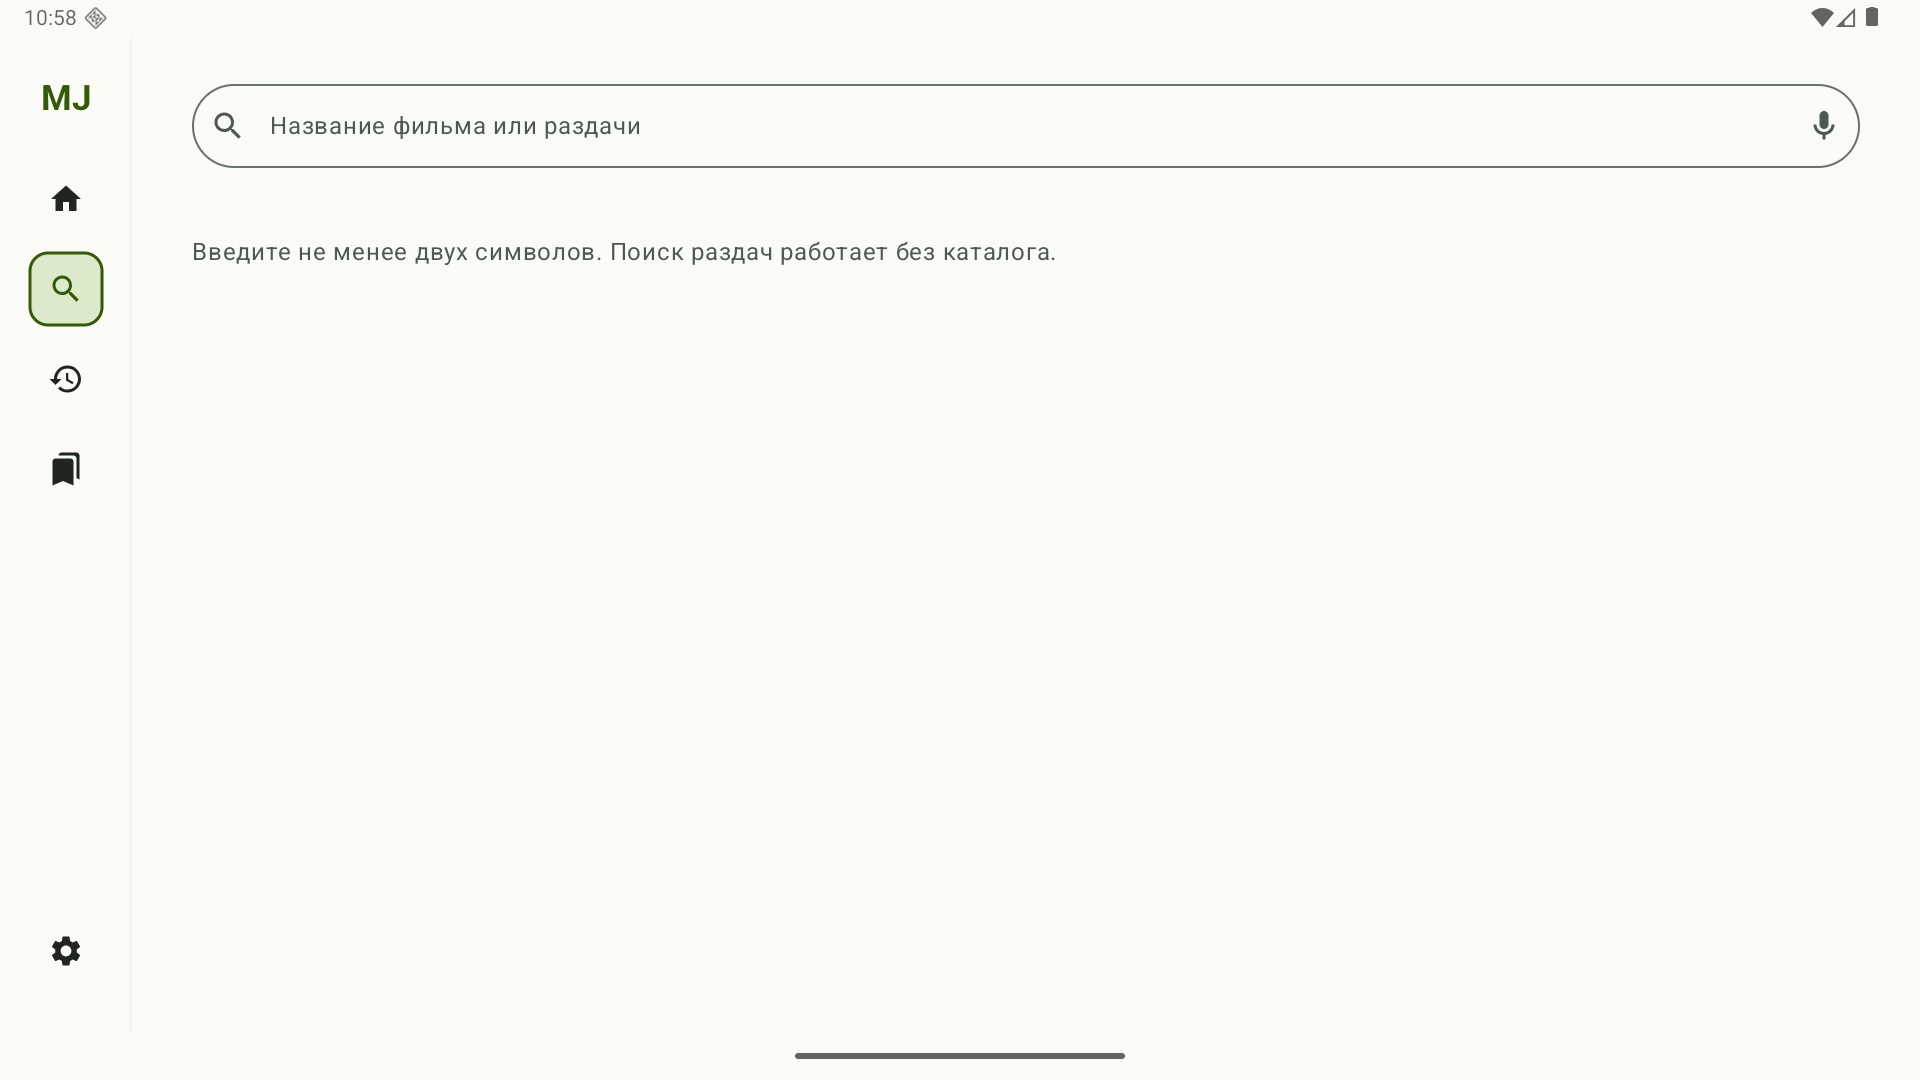 10:58
MJ
Название фильма или раздачи
Введите не менее двух символов. Поиск раздач работает без каталога.